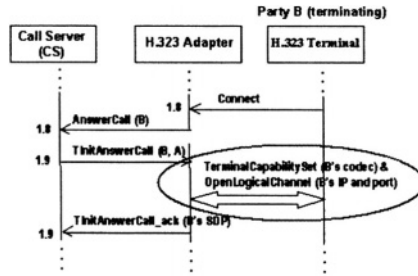 Party B (terminating)
Call Server
(CS)
H.323 Adapter
H.323 Terminal
1.8
Connect
AnswerCall (B)
1.8
TInitAnswerCall (B, A)
1.9
TerminalCapabilitySet (B's codec) &
OpenLogicalChannel (B's IP and port)
TInitAnswerCall_ack (B's SDP)
1.9